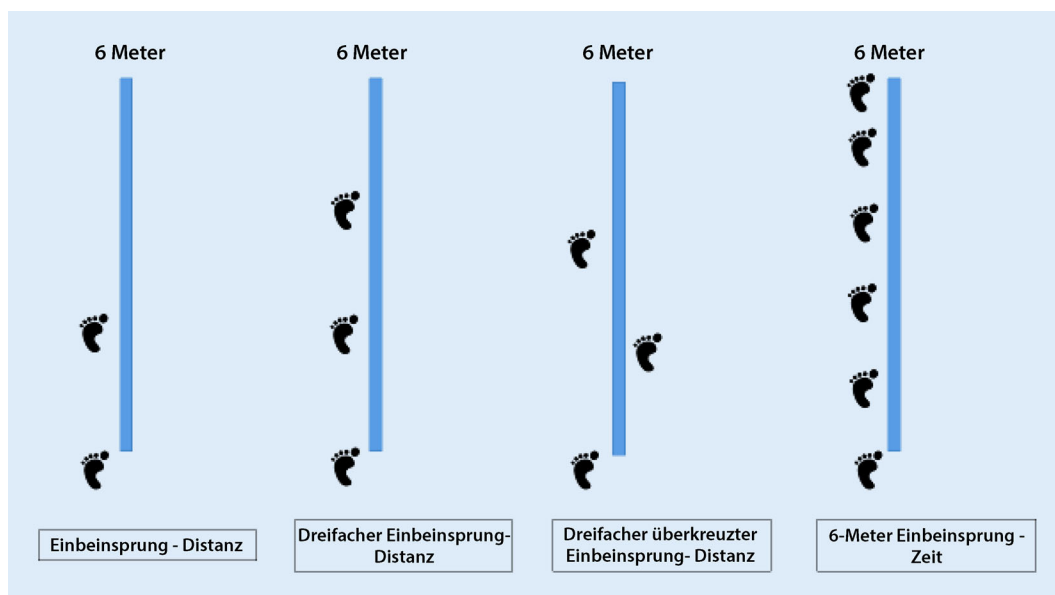 6 Meter
6 Meter
6 Meter
6 Meter
Einbeinsprung - Distanz
Dreifacher Einbeinsprung-
Distanz
Dreifacher überkreuzter
Einbeinsprung- Distanz
6-Meter Einbeinsprung -
Zeit